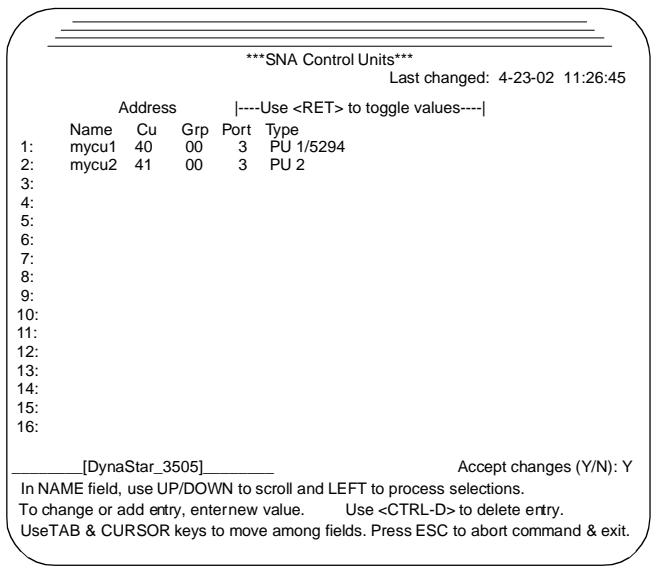 ***SNA Control Units***
Last changed: 4-23-02 11:26:45
Address |----Use <RET> to toggle values----|
Name Cu Grp Port Type
1: mycu1 40 00 3 PU 1/5294
2: mycu2 41 00 3 PU 2
3:
4:
5:
6:
7:
8:
9:
10:
11:
12:
13:
14:
15:
16:
________[DynaStar_3505]________ Accept changes (Y/N): Y
In NAME field, use UP/DOWN to scroll and LEFT to process selections.
To change or add entry, enternew value. Use <CTRL-D> to delete entry.
UseTAB & CURSOR keys to move among fields. Press ESC to abort command & exit.